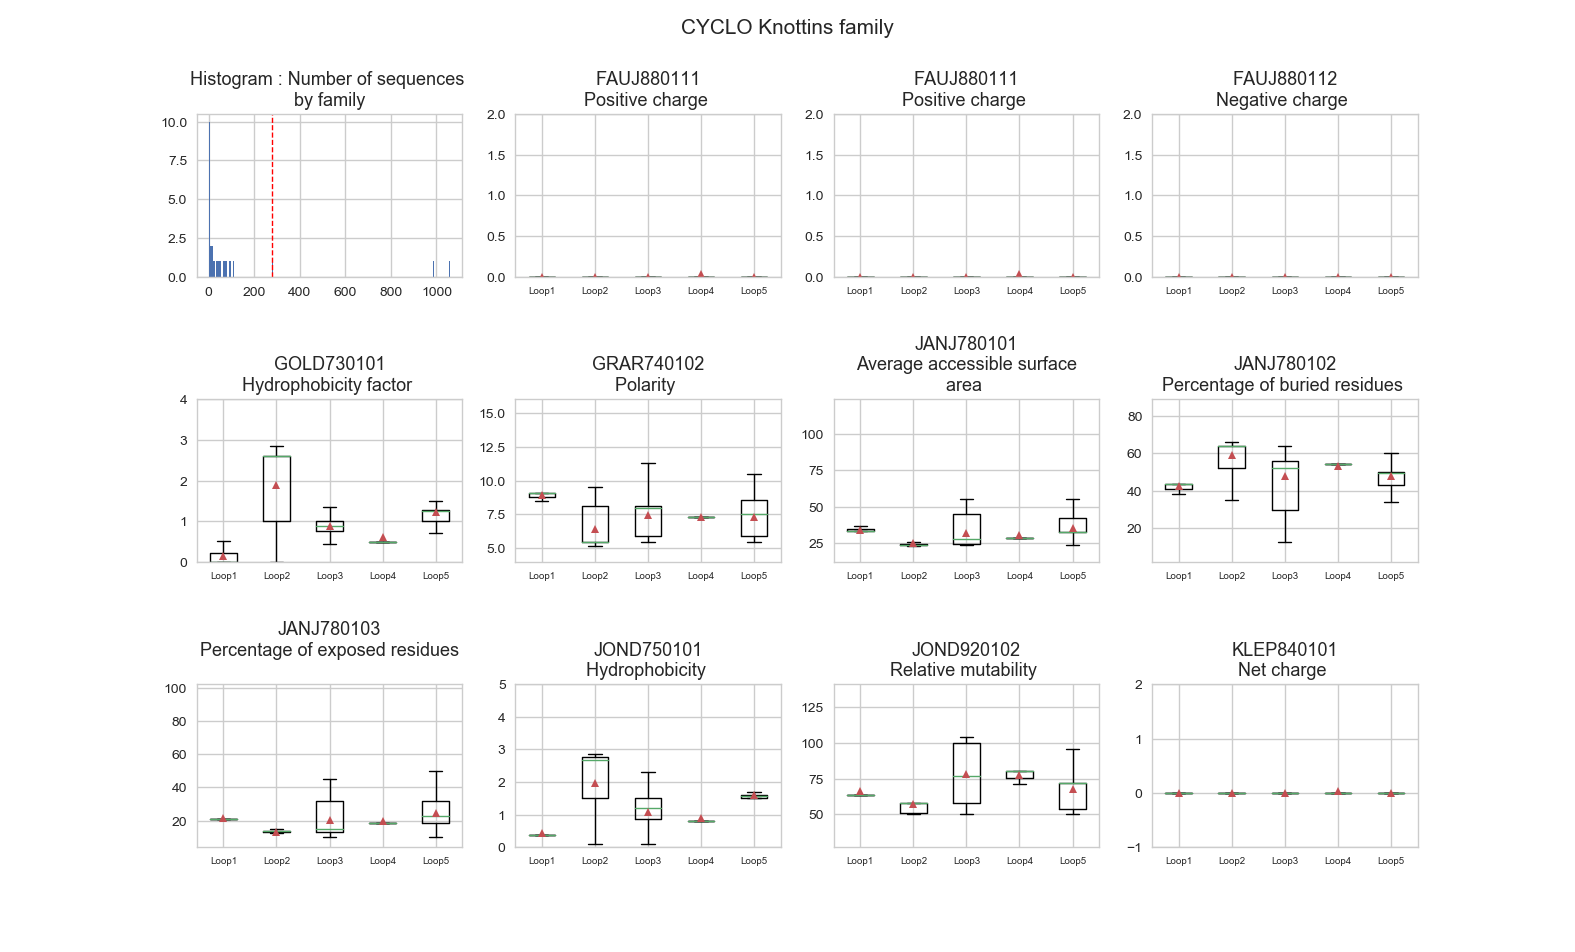 CYCLO Knottins family
Histogram : Number of sequences
by family
10.0
7.5
5.0
2.5
0.0
0 200 400 600 800 1000
FAUJ880111
Positive charge
2.0
1.5
1.0
0.5
0.0
Loop1 Loop2 Loop3 Loop4 Loop5
FAUJ880111
Positive charge
2.0
1.5
1.0
0.5
0.0
Loop1 Loop2 Loop3 Loop4 Loop5
FAUJ880112
Negative charge
2.0
1.5
1.0
0.5
0.0
Loop1 Loop2 Loop3 Loop4 Loop5
GOLD730101
Hydrophobicity factor
4
3
2
1
0
Loop1 Loop2 Loop3 Loop4 Loop5
GRAR740102
Polarity
15.0
12.5
10.0
7.5
5.0
Loop1 Loop2 Loop3 Loop4 Loop5
JANJ780101
Average accessible surface
area
100
75
50
25
Loop1 Loop2 Loop3 Loop4 Loop5
JANJ780102
Percentage of buried residues
80
60
40
20
Loop1 Loop2 Loop3 Loop4 Loop5
JANJ780103
Percentage of exposed residues
100
80
60
40
20
Loop1 Loop2 Loop3 Loop4 Loop5
JOND750101
Hydrophobicity
5
4
3
2
1
0
Loop1 Loop2 Loop3 Loop4 Loop5
JOND920102
Relative mutability
125
100
75
50
Loop1 Loop2 Loop3 Loop4 Loop5
KLEP840101
Net charge
2
1
0
−1
Loop1 Loop2 Loop3 Loop4 Loop5